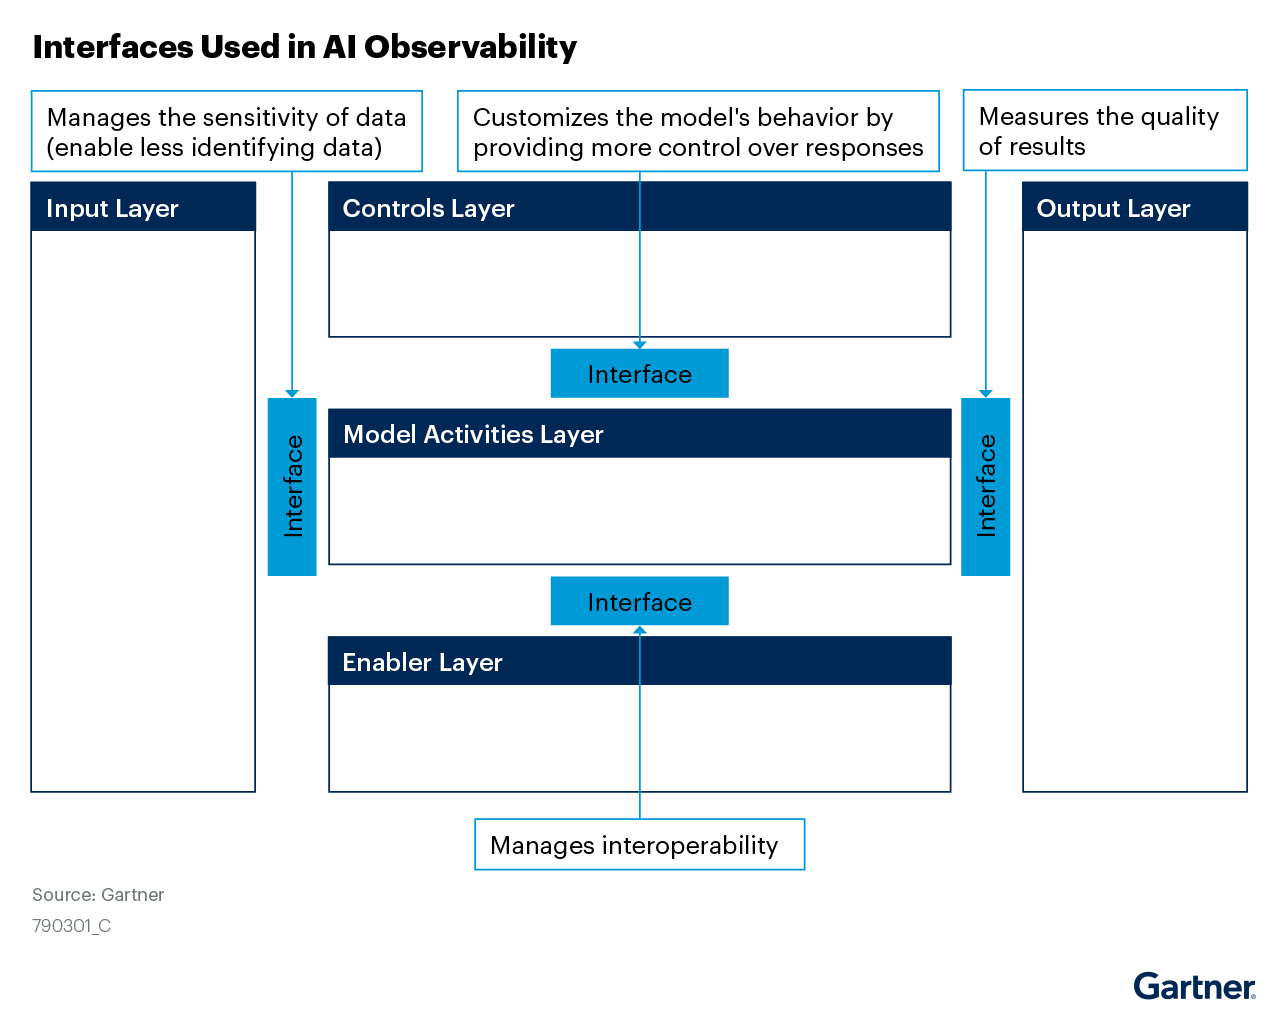 Interfaces Used in AI Observability
Manages the sensitivity of data
(enable less identifying data)
Customizes the model's behavior by
providing more control over responses
Measures the quality
of results
Input Layer
Controls Layer
Output Layer
Interface
Model Activities Layer
Interface
Interface
Interface
Enabler Layer
Manages interoperability
Source: Gartner
790301_C
Gartner®